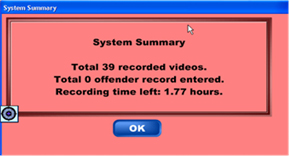 System Summary
System Summary
Total 39 recorded videos.
Total 0 offender record entered.
Recording time left: 1.77 hours.
OK